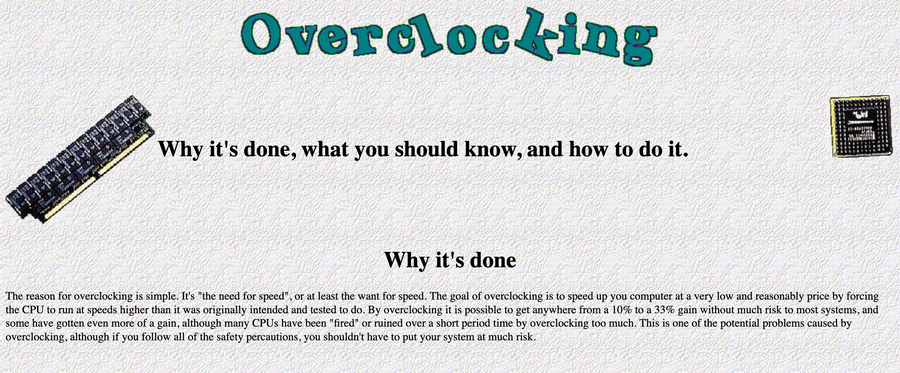 Overclocking
Why it's done, what you should know, and how to do it.
Why it's done
The reason for overclocking is simple. It's "the need for speed", or at least the want for speed. The goal of overclocking is to speed up you computer at a very low and reasonably price by forcing
the CPU to run at speeds higher than it was originally intended and tested to do. By overclocking it is possible to get anywhere from a 10% to a 33% gain without much risk to most systems, and
some have gotten even more of a gain, although many CPUs have been "fired" or ruined over a short period time by overclocking too much. This is one of the potential problems caused by
overclocking, although if you follow all of the safety percautions, you shouldn't have to put your system at much risk.